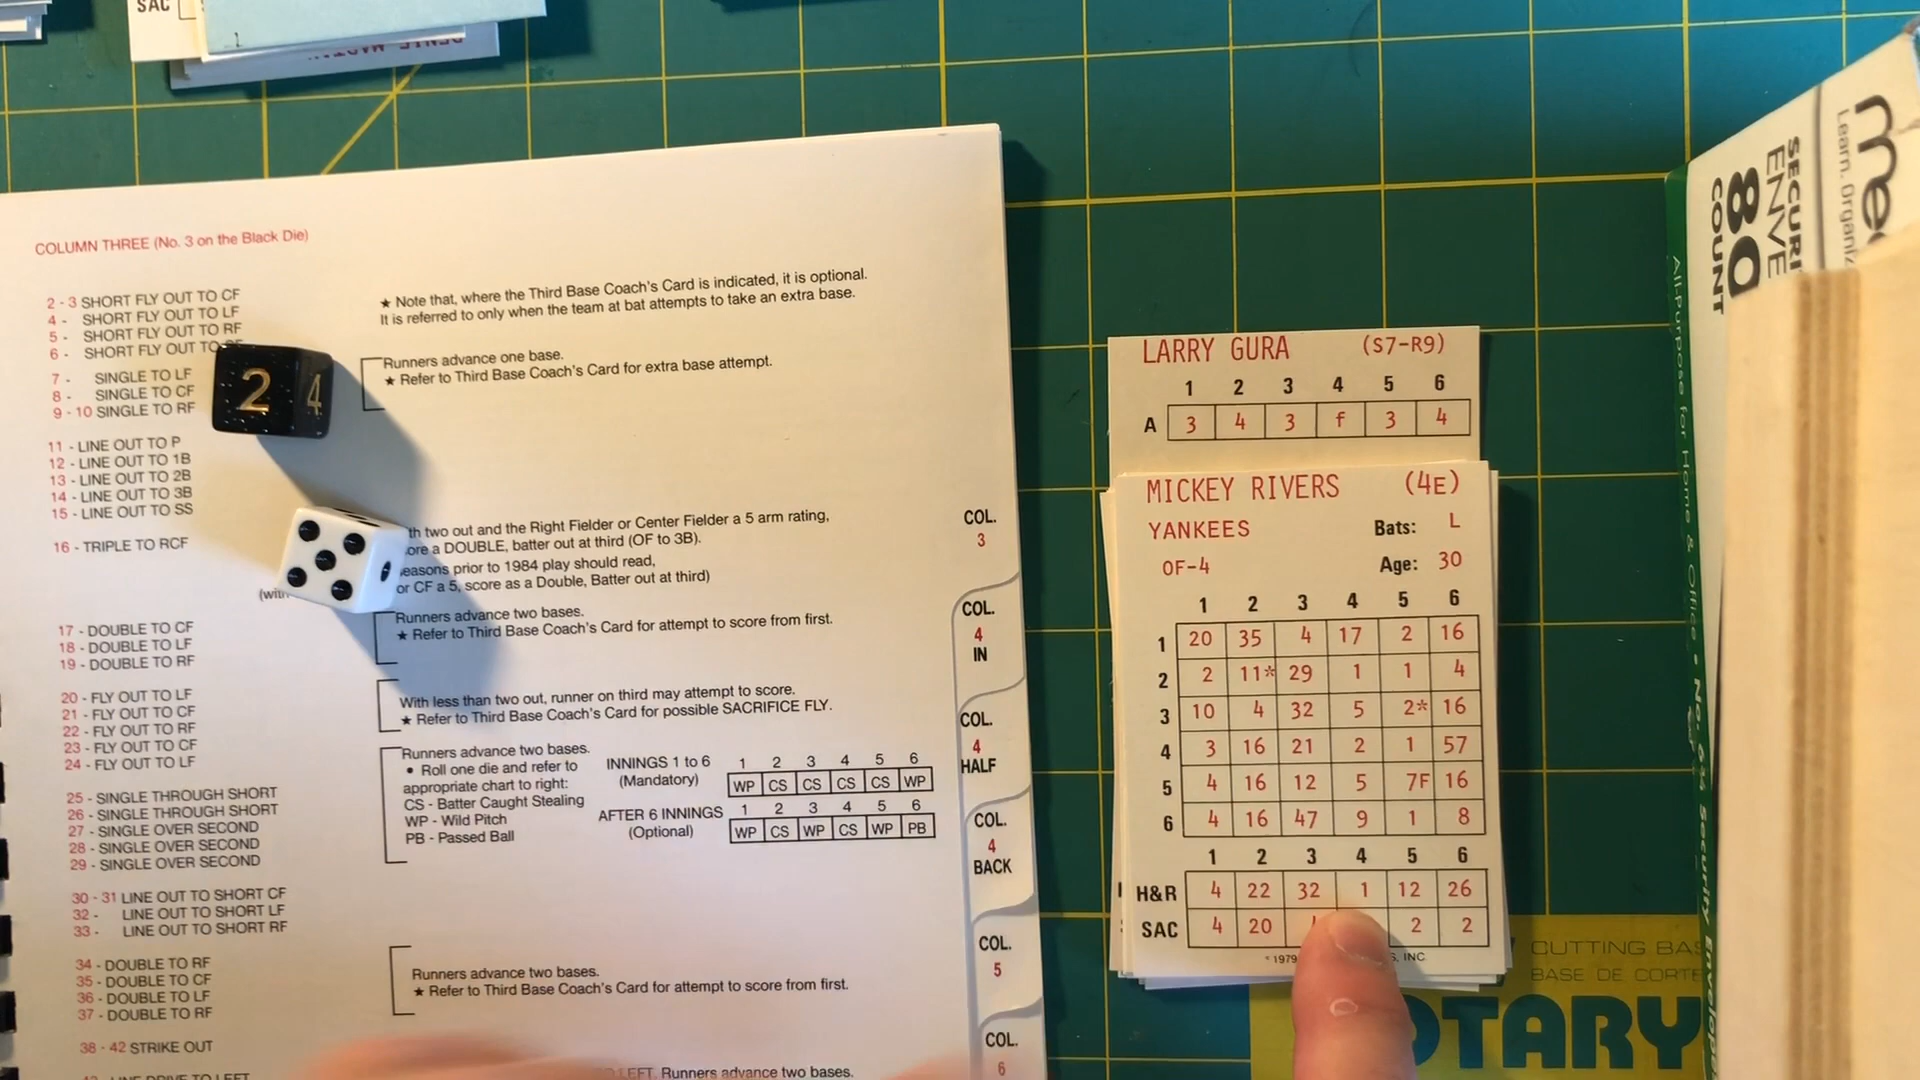 SAC
1
COLUMN THREE (No. 3 on the Black Die)
2 - 3 SHORT FLY OUT TO CF
4 - SHORT FLY OUT TO LF
5 - SHORT FLY OUT TO RF
6 - SHORT FLY OUT TO
7 - SINGLE TO LF
8 - SINGLE TO CF
9 - 10 SINGLE TO RF
11 - LINE OUT TO P
12 - LINE OUT TO 1B
13 - LINE OUT TO 2B
14 - LINE OUT TO 3B
15 - LINE OUT TO SS
16 - TRIPLE TO RCF
17 - DOUBLE TO CF
18 - DOUBLE TO LF
19 - DOUBLE TO RF
20 - FLY OUT TO LF
21 - FLY OUT TO CF
22 - FLY OUT TO RF
23 - FLY OUT TO CF
24 - FLY OUT TO LF
25 - SINGLE THROUGH SHORT
26 - SINGLE THROUGH SHORT
27 - SINGLE OVER SECOND
28 - SINGLE OVER SECOND
29 - SINGLE OVER SECOND
30 - 31 LINE OUT TO SHORT CF
32 - LINE OUT TO SHORT LF
33 - LINE OUT TO SHORT RF
34 - DOUBLE TO RF
35 - DOUBLE TO CF
36 - DOUBLE TO LF
37 - DOUBLE TO RF
38 - 42 STRIKE OUT
★ Note that, where the Third Base Coach's Card is indicated, it is optional.
It is referred to only when the team at bat attempts to take an extra base.
Runners advance one base.
★ Refer to Third Base Coach's Card for extra base attempt.
two out and the Right Fielder or Center Fielder a 5 arm rating,
a DOUBLE, batter out at third (OF to 3B).
prior to 1984 play should read,
or CF a 5, score as a Double, Batter out at third)
Runners advance two bases.
★ Refer to Third Base Coach's Card for attempt to score from first.
With less than two out, runner on third may attempt to score.
★ Refer to Third Base Coach's Card for possible SACRIFICE FLY.
Runners advance two bases.
• Roll one die and refer to
appropriate chart to right:
CS - Batter Caught Stealing
WP - Wild Pitch
PB - Passed Ball
INNINGS 1 to 6
(Mandatory)
1 2 3 4 5 6
WP CS CS CS CS WP
AFTER 6 INNINGS
(Optional)
1 2 3 4 5 6
WP CS WP CS WP PB
Runners advance two bases.
★ Refer to Third Base Coach's Card for attempt to score from first.
LEFT. Runners advance two bases.
COL.
3
COL.
4
IN
COL.
4
HALF
COL.
4
BACK
COL.
5
COL.
6
2 4
LARRY GURA (S7-R9)
1 2 3 4 5 6
A 3 4 3 f 3 4
MICKEY RIVERS (4E)
YANKEES Bats: L
OF-4 Age: 30
1 2 3 4 5 6
1 20 35 4 17 2 16
2 2 11* 29 1 1 4
3 10 4 32 5 2* 16
4 3 16 21 2 1 57
5 4 16 12 5 7F 16
6 4 16 47 9 1 8
1 2 3 4 5 6
H&R 4 22 32 1 12 26
SAC 4 20 2 2
1979 INC.
80
COUNT
CUTTING
BASE DE